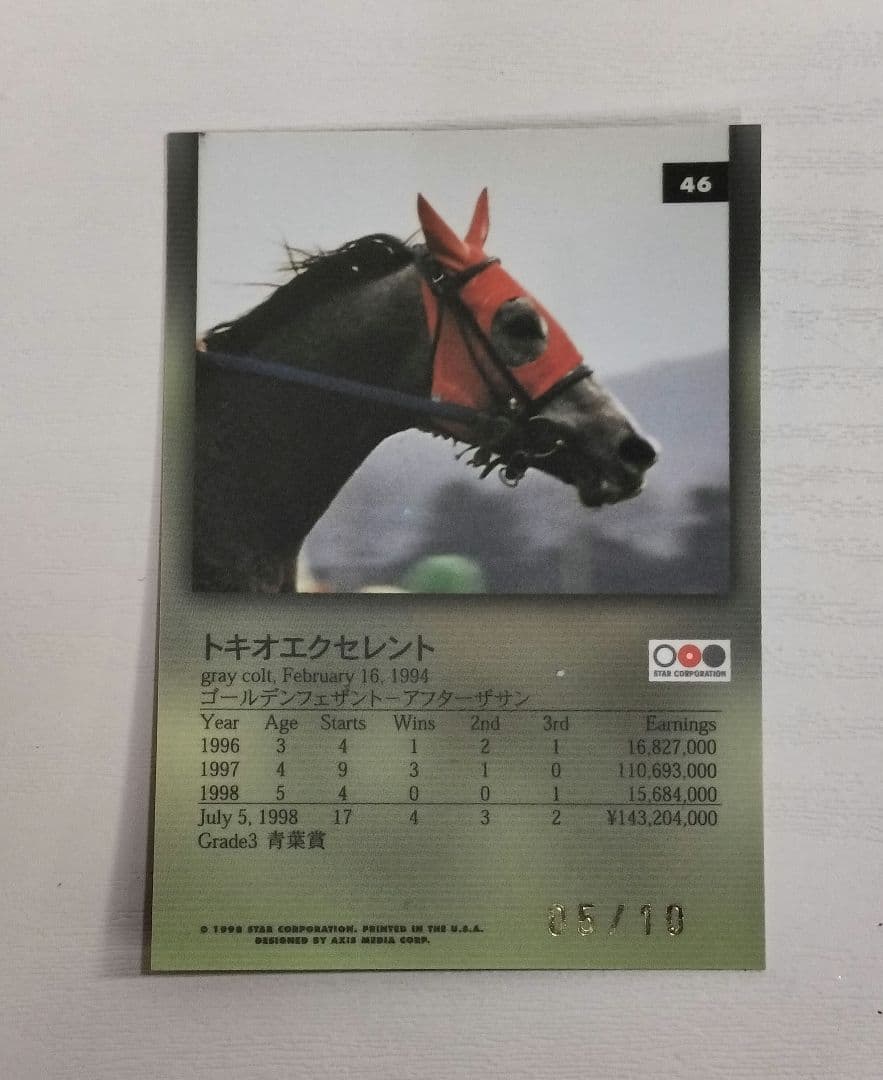 46
トキオエクセレント
gray colt, February 16, 1994
STAR CORPORATION
ゴールデンフェザントーアフターザサン
Year Age Starts Wins 2nd 3rd Earnings
1996 3 4 1 2 1 16,827,000
1997 4 9 3 1 0 110,693,000
1998 5 4 0 0 1 15,684,000
July 5, 1998 17 4 3 2 ¥143,204,000
Grade3 青葉賞
05/10
© 1998 STAR CORPORATION. PRINTED IN THE U.S.A.
DESIGNED BY AXIS MEDIA CORP.